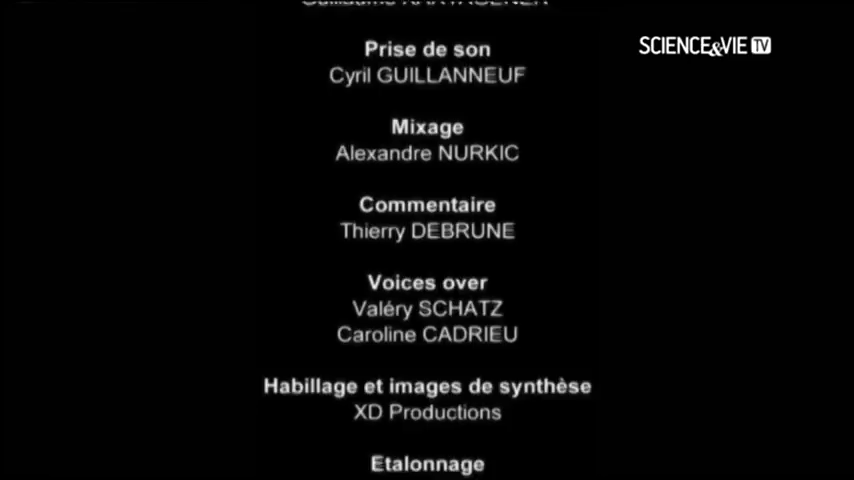 Prise de son
Cyril GUILLANNEUF
SCIENCE&VIE TV
Mixage
Alexandre NURKIC
Commentaire
Thierry DEBRUNE
Voices over
Valéry SCHATZ
Caroline CADRIEU
Habillage et images de synthèse
XD Productions
Etalonnage